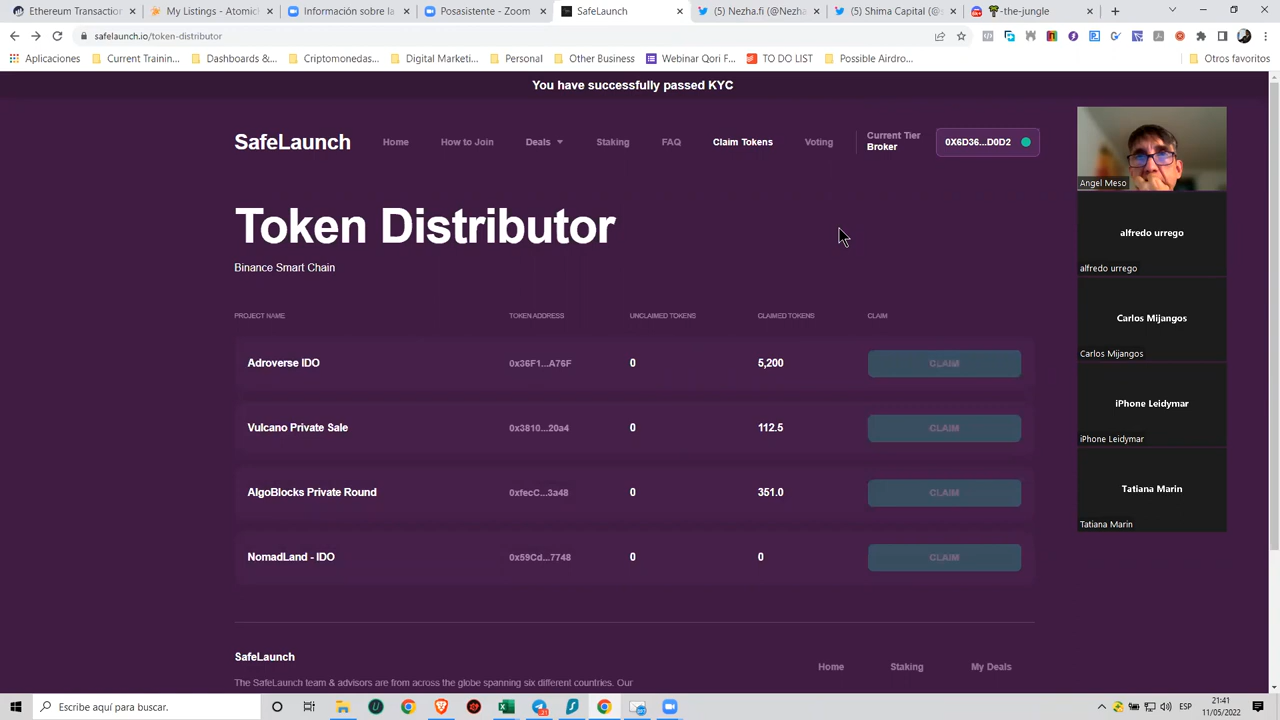 Ethereum Transaction
My Listings - Atomic
Información sobre la
Posasistente - Zoom
SafeLaunch
(5) Nezha.fi (@Nezha
(5) Shima Capital (@s
-the-jungle
safelaunch.io/token-distributor
Aplicaciones
Current Trainin...
Dashboards &...
Criptomonedas...
Digital Marketi...
Personal
Other Business
Webinar Qori F...
TO DO LIST
Possible Airdro...
Otros favoritos
You have successfully passed KYC
SafeLaunch
Home
How to Join
Deals
Staking
FAQ
Claim Tokens
Voting
Current Tier
Broker
0X6D36...D0D2
Token Distributor
Binance Smart Chain
PROJECT NAME
TOKEN ADDRESS
UNCLAIMED TOKENS
CLAIMED TOKENS
CLAIM
Adroverse IDO
0x36F1...A76F
0
5,200
CLAIM
Vulcano Private Sale
0x3810...20a4
0
112.5
CLAIM
AlgoBlocks Private Round
0xfecC...3a48
0
351.0
CLAIM
NomadLand - IDO
0x59Cd...7748
0
0
CLAIM
SafeLaunch
Home
Staking
My Deals
The SafeLaunch team & advisors are from across the globe spanning six different countries. Our
Angel Meso
alfredo urrego
alfredo urrego
Carlos Mijangos
Carlos Mijangos
iPhone Leidymar
iPhone Leidymar
Tatiana Marin
Tatiana Marin
Escribe aquí para buscar.
ESP
21:41
11/05/2022